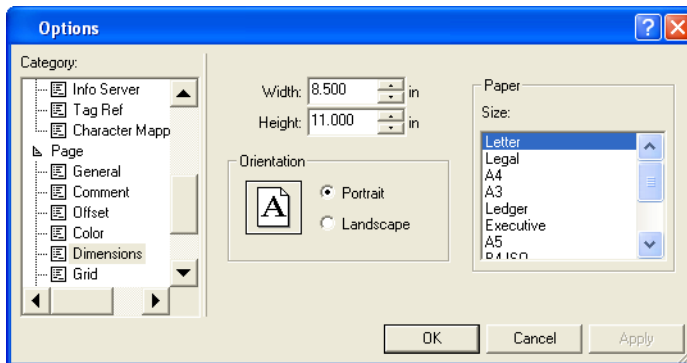 Options
Category:
Info Server
Tag Ref
Character Mapp
Page
General
Comment
Offset
Color
Dimensions
Grid
Width: 8.500 in
Height: 11.000 in
Orientation
A
Portrait
Landscape
Paper
Size:
Letter
Legal
A4
A3
Ledger
Executive
A5
B4 ISO
OK
Cancel
Apply